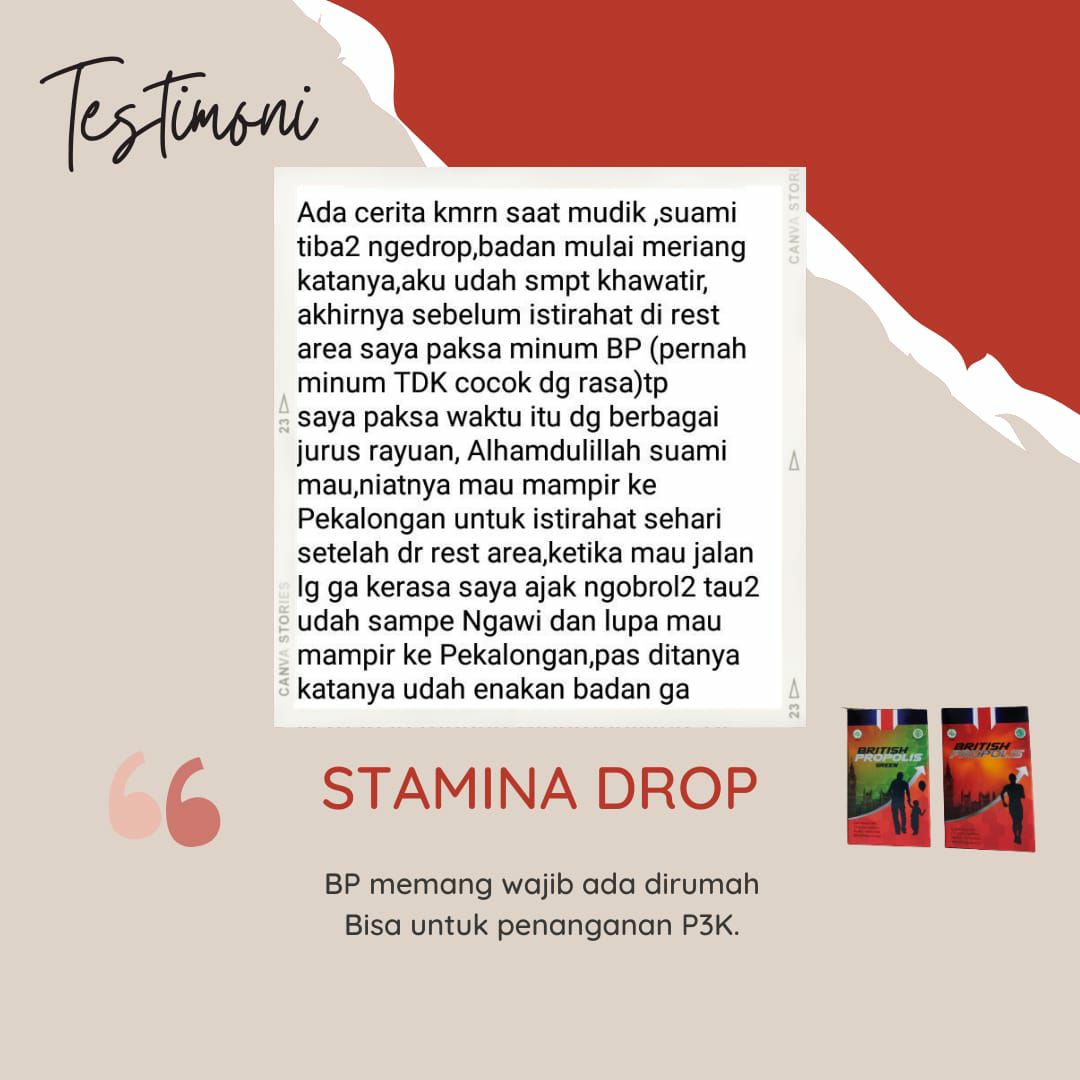 Testimoni
Ada cerita kmrn saat mudik ,suami
tiba2 ngedrop,badan mulai meriang
katanya,aku udah smpt khawatir,
akhirnya sebelum istirahat di rest
area saya paksa minum BP (pernah
minum TDK cocok dg rasa)tp
saya paksa waktu itu dg berbagai
jurus rayuan, Alhamdulillah suami
mau,niatnya mau mampir ke
Pekalongan untuk istirahat sehari
setelah dr rest area,ketika mau jalan
lg ga kerasa saya ajak ngobrol2 tau2
udah sampe Ngawi dan lupa mau
mampir ke Pekalongan,pas ditanya
katanya udah enakan badan ga
CANVA STORI
23
CANVA STORIES
23
STAMINA DROP
BP memang wajib ada dirumah
Bisa untuk penanganan P3K.
BRITISH
PROPOLIS
GREEN
BRITISH
PROPOLIS